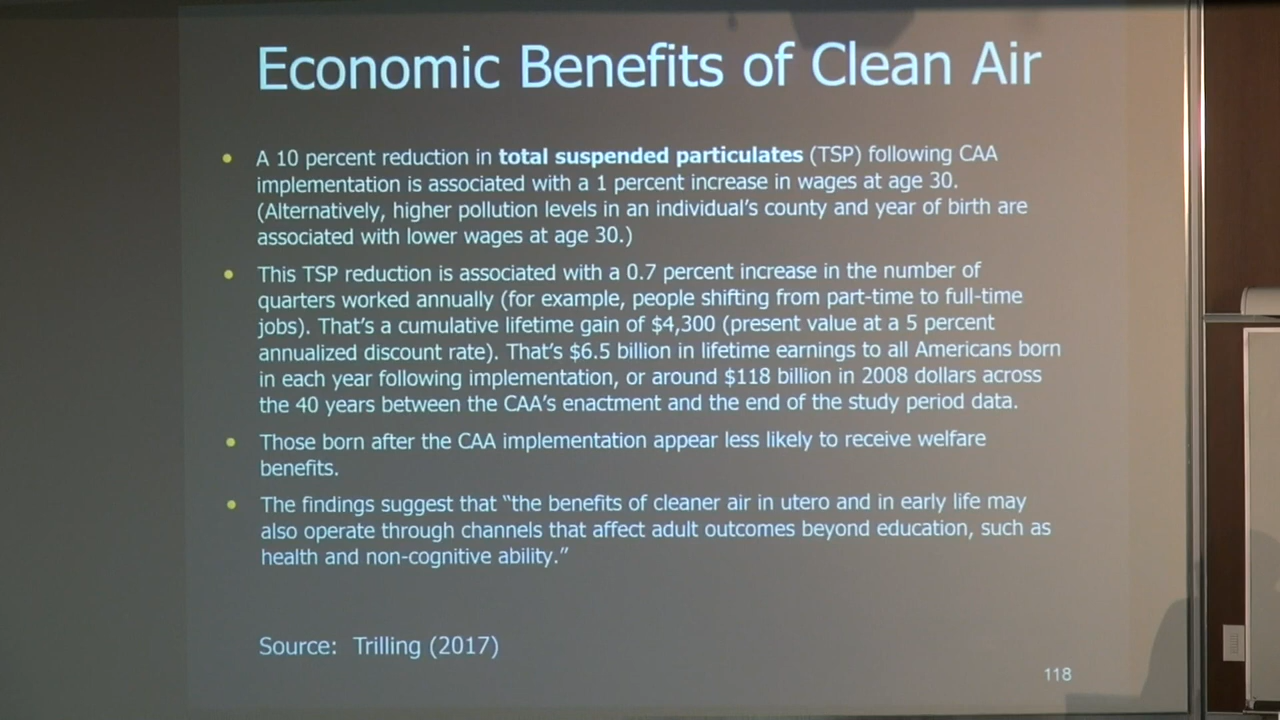 Economic Benefits of Clean Air
• A 10 percent reduction in total suspended particulates (TSP) following CAA
implementation is associated with a 1 percent increase in wages at age 30.
(Alternatively, higher pollution levels in an individual's county and year of birth are
associated with lower wages at age 30.)
• This TSP reduction is associated with a 0.7 percent increase in the number of
quarters worked annually (for example, people shifting from part-time to full-time
jobs). That's a cumulative lifetime gain of $4,300 (present value at a 5 percent
annualized discount rate). That's $6.5 billion in lifetime earnings to all Americans born
in each year following implementation, or around $118 billion in 2008 dollars across
the 40 years between the CAA's enactment and the end of the study period data.
• Those born after the CAA implementation appear less likely to receive welfare
benefits.
• The findings suggest that "the benefits of cleaner air in utero and in early life may
also operate through channels that affect adult outcomes beyond education, such as
health and non-cognitive ability."
Source: Trilling (2017)
118